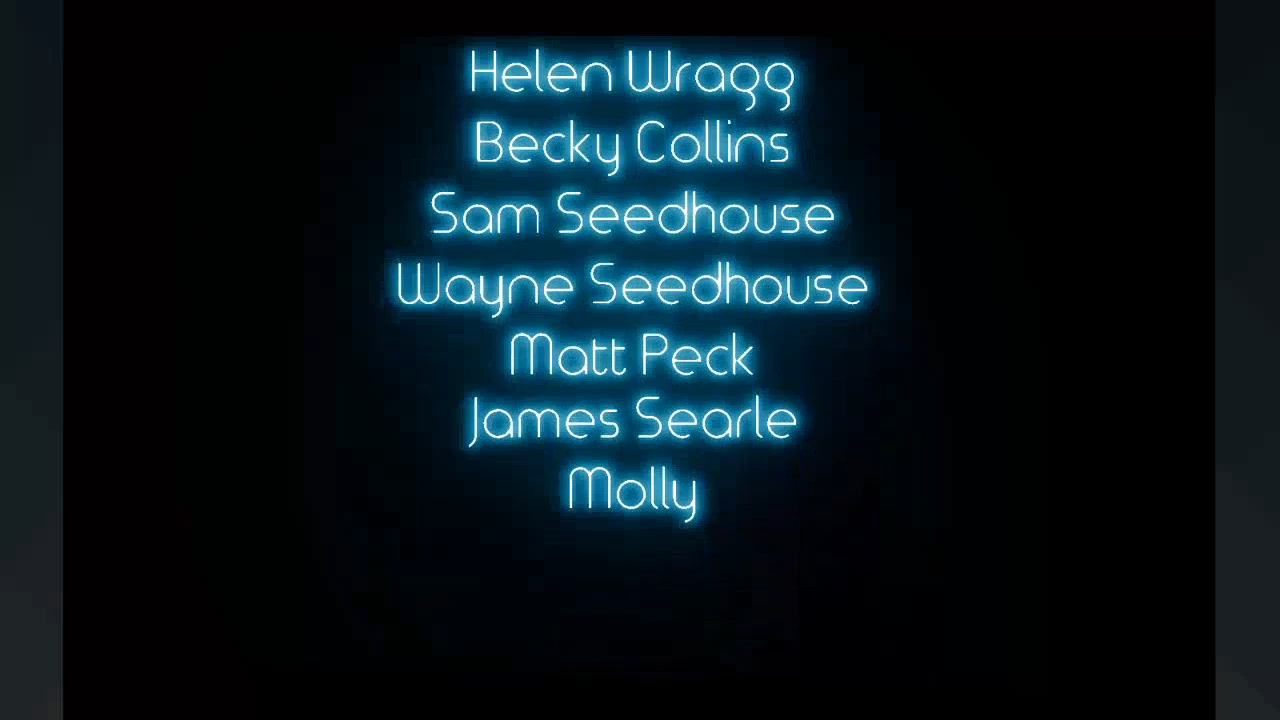 Helen Wragg
Becky Collins
Sam Seedhouse
Wayne Seedhouse
Matt Peck
James Searle
Molly